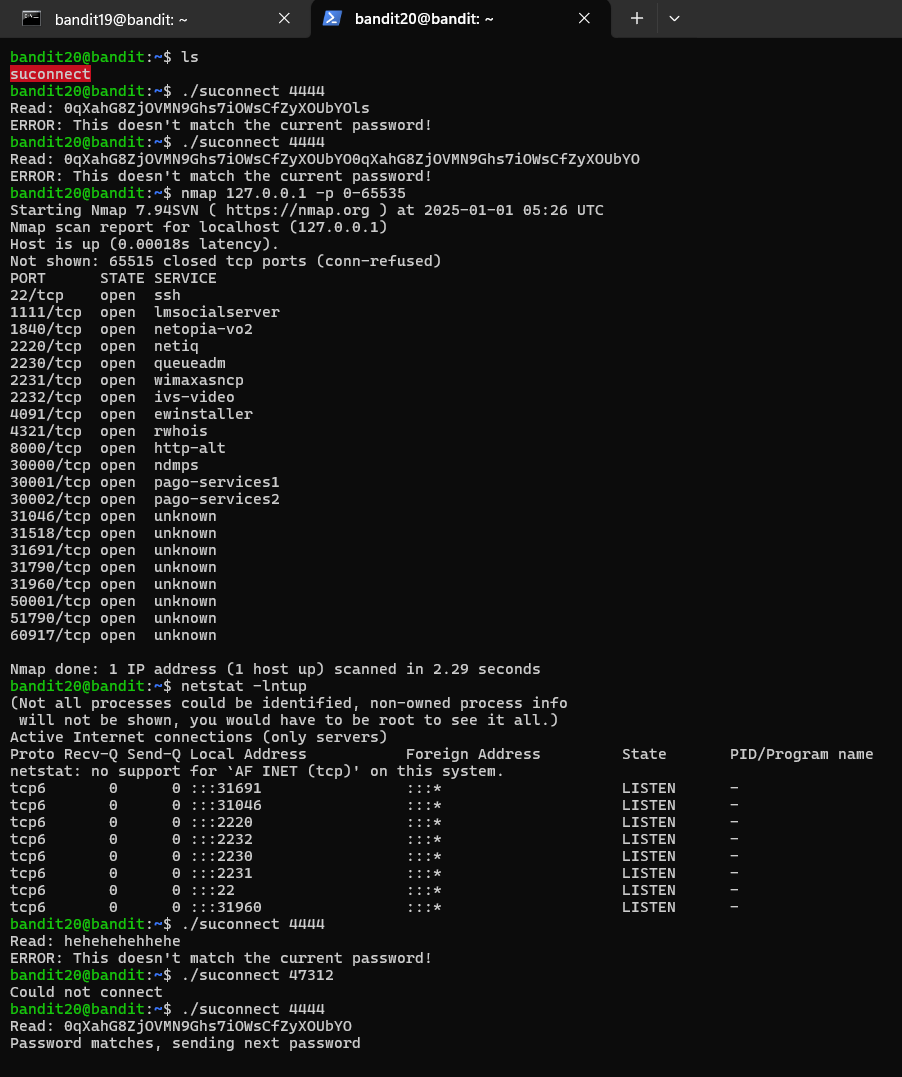 bandit19@bandit: ~
bandit20@bandit: ~
bandit20@bandit:~$ ls
suconnect
bandit20@bandit:~$ ./suconnect 4444
Read: 0qXahG8ZjOVMN9Ghs7iOWsCfZyXOUbYOls
ERROR: This doesn't match the current password!
bandit20@bandit:~$ ./suconnect 4444
Read: 0qXahG8ZjOVMN9Ghs7iOWsCfZyXOUbYO0qXahG8ZjOVMN9Ghs7iOWsCfZyXOUbYO
ERROR: This doesn't match the current password!
bandit20@bandit:~$ nmap 127.0.0.1 -p 0-65535
Starting Nmap 7.94SVN ( https://nmap.org ) at 2025-01-01 05:26 UTC
Nmap scan report for localhost (127.0.0.1)
Host is up (0.00018s latency).
Not shown: 65515 closed tcp ports (conn-refused)
PORT      STATE SERVICE
22/tcp    open  ssh
1111/tcp  open  lmsocialserver
1840/tcp  open  netopia-vo2
2220/tcp  open  netiq
2230/tcp  open  queueadm
2231/tcp  open  wimaxasncp
2232/tcp  open  ivs-video
4091/tcp  open  ewinstaller
4321/tcp  open  rwhois
8000/tcp  open  http-alt
30000/tcp open  ndmps
30001/tcp open  pago-services1
30002/tcp open  pago-services2
31046/tcp open  unknown
31518/tcp open  unknown
31691/tcp open  unknown
31790/tcp open  unknown
31960/tcp open  unknown
50001/tcp open  unknown
51790/tcp open  unknown
60917/tcp open  unknown
Nmap done: 1 IP address (1 host up) scanned in 2.29 seconds
bandit20@bandit:~$ netstat -lntup
(Not all processes could be identified, non-owned process info
 will not be shown, you would have to be root to see it all.)
Active Internet connections (only servers)
Proto Recv-Q Send-Q Local Address           Foreign Address         State       PID/Program name
netstat: no support for `AF INET (tcp)' on this system.
tcp6       0      0 :::31691                :::*                    LISTEN      -
tcp6       0      0 :::31046                :::*                    LISTEN      -
tcp6       0      0 :::2220                 :::*                    LISTEN      -
tcp6       0      0 :::2232                 :::*                    LISTEN      -
tcp6       0      0 :::2230                 :::*                    LISTEN      -
tcp6       0      0 :::2231                 :::*                    LISTEN      -
tcp6       0      0 :::22                   :::*                    LISTEN      -
tcp6       0      0 :::31960                :::*                    LISTEN      -
bandit20@bandit:~$ ./suconnect 4444
Read: hehehehehhehe
ERROR: This doesn't match the current password!
bandit20@bandit:~$ ./suconnect 47312
Could not connect
bandit20@bandit:~$ ./suconnect 4444
Read: 0qXahG8ZjOVMN9Ghs7iOWsCfZyXOUbYO
Password matches, sending next password